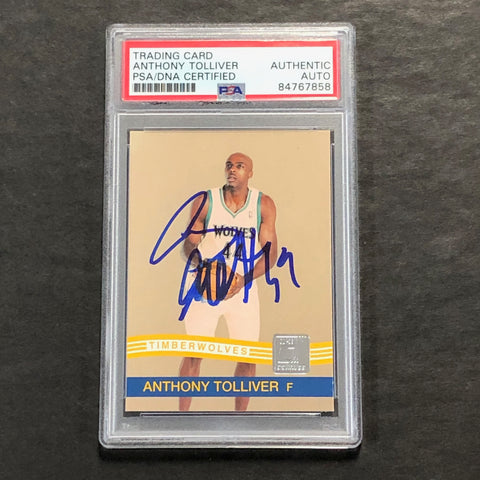 TRADING CARD
ANTHONY TOLLIVER
PSA/DNA CERTIFIED
AUTHENTIC
AUTO
84767858
PSA
WOLVES
44
TIMBERWOLVES
ANTHONY TOLLIVER F